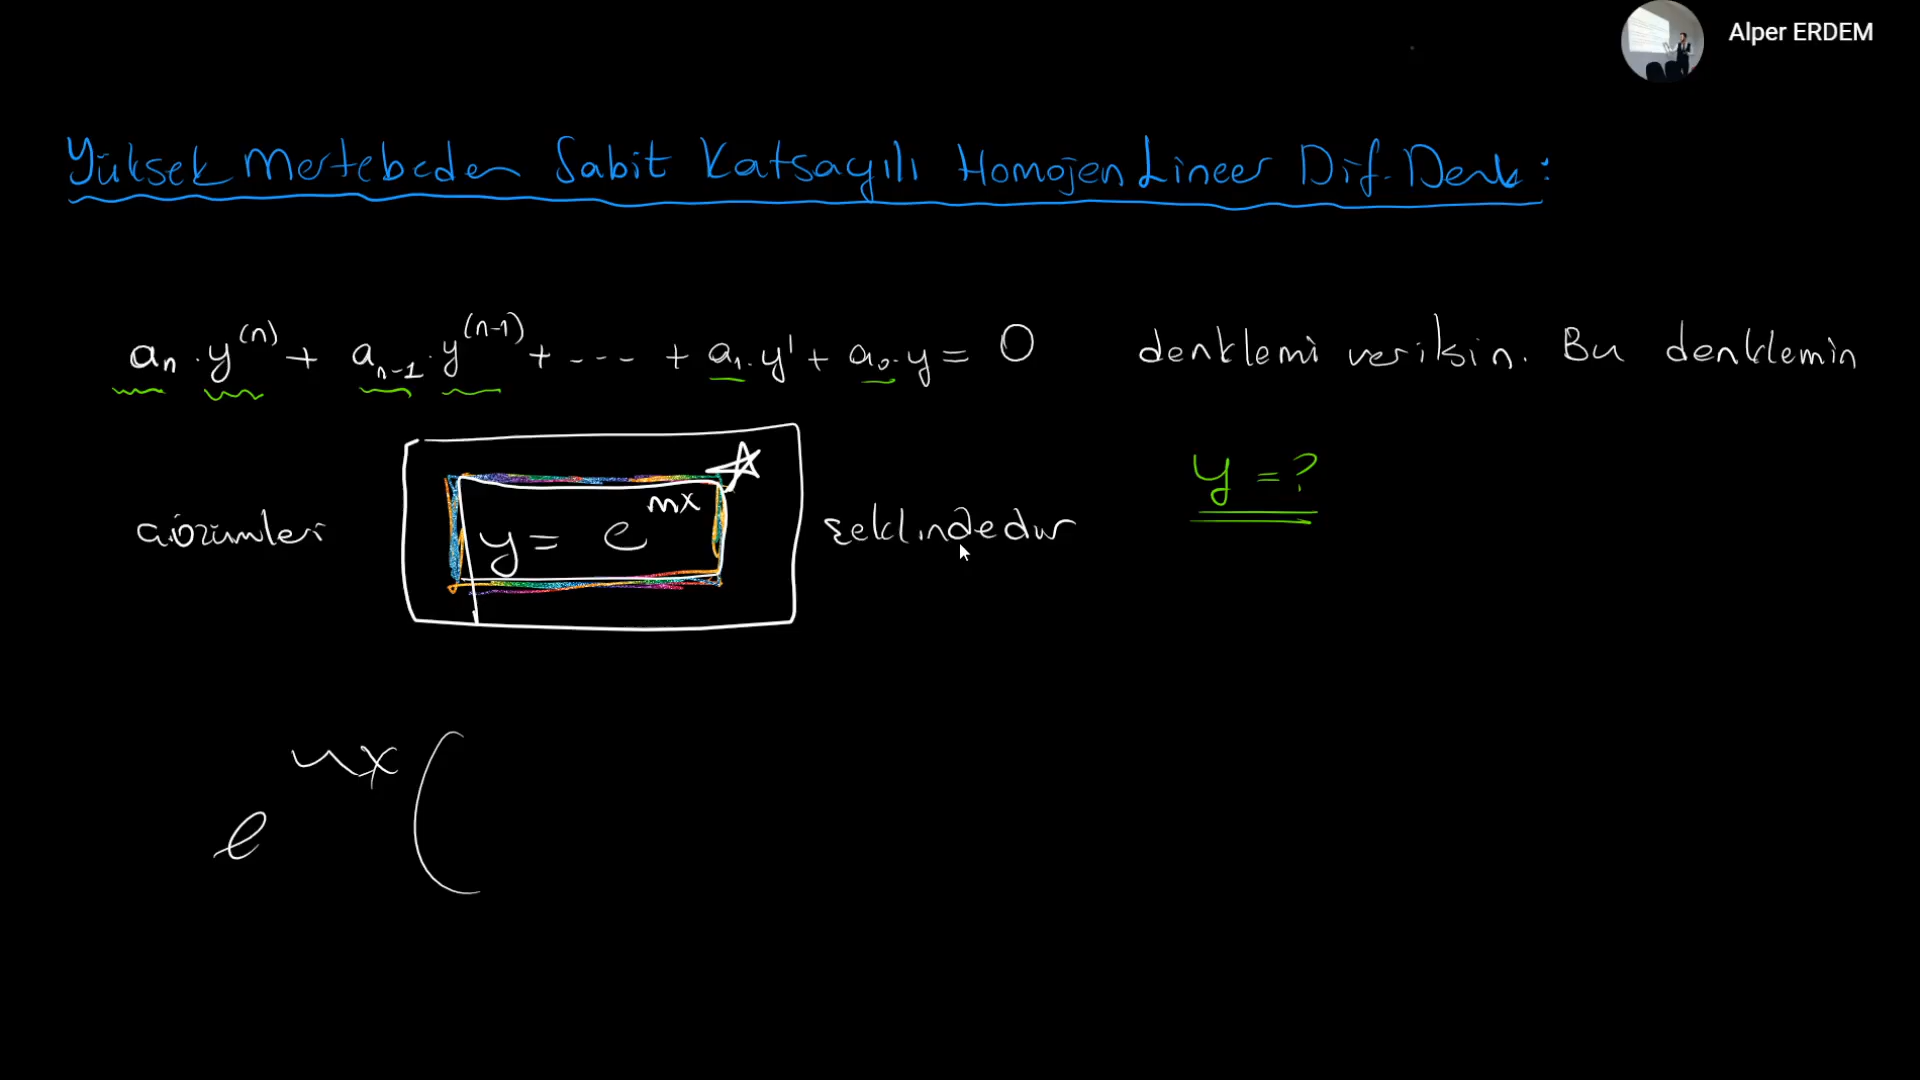 Alper ERDEM
Yüksek Mertebeden Sabit Katsayılı Homojen Lineer Dif. Denk:
aₙ · y⁽ⁿ⁾ + aₙ₋₁ · y⁽ⁿ⁻¹⁾ + - - - + a₁ · y' + a₀ · y = 0 denklemi verilsin. Bu denklemin
çözümleri y = e^mx şeklindedir y = ?
e^mx (